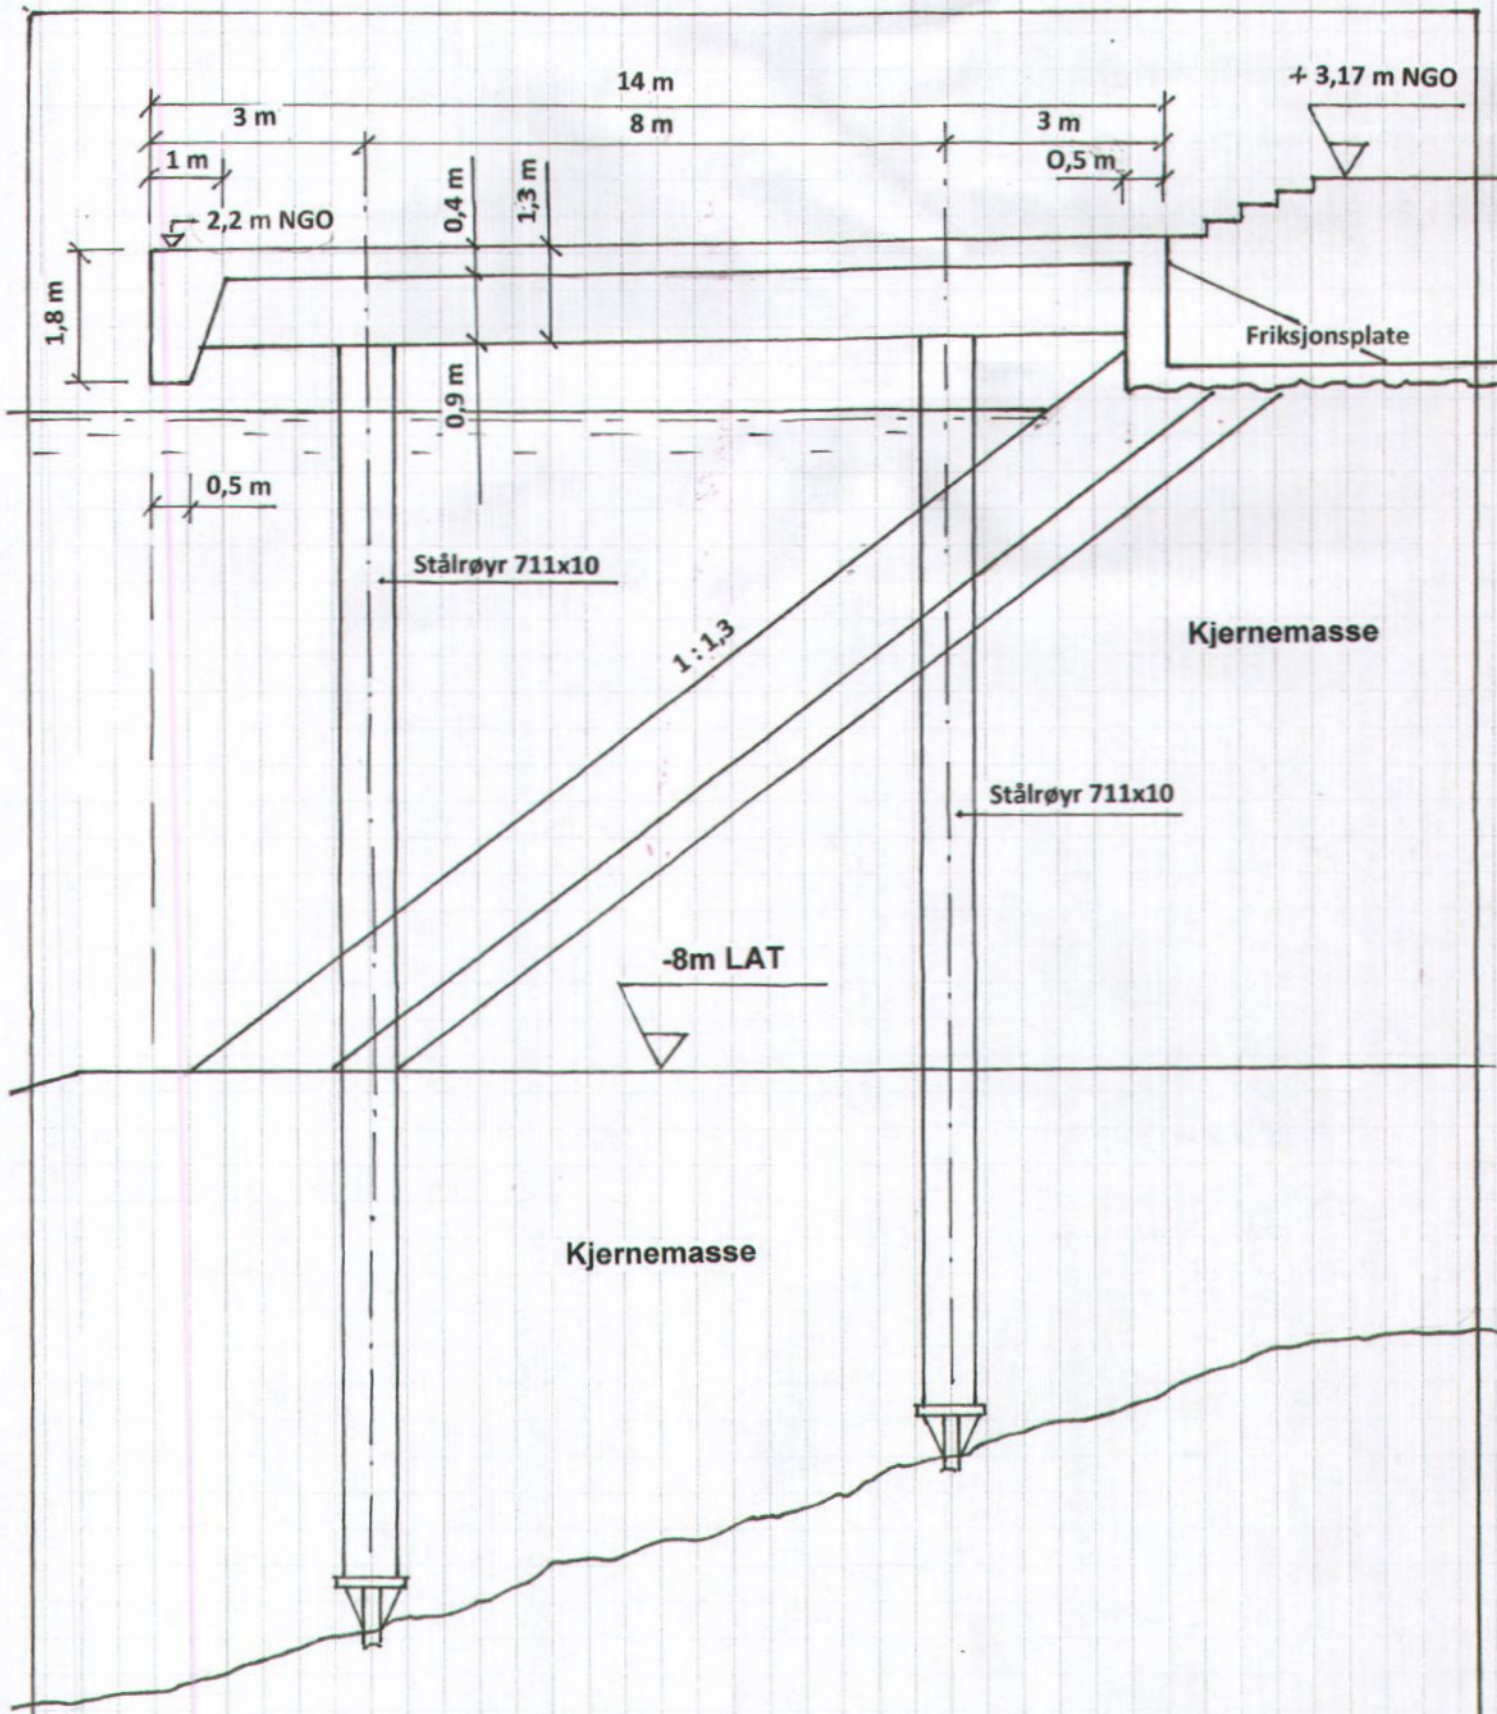 14 m
+ 3,17 m NGO
3 m
8 m
3 m
1 m
0,4 m
1,3 m
0,5 m
2,2 m NGO
1,8 m
Friksjonsplate
0,9 m
0,5 m
Stålrøyr 711x10
1 : 1,3
Kjernemasse
Stålrøyr 711x10
-8m LAT
Kjernemasse